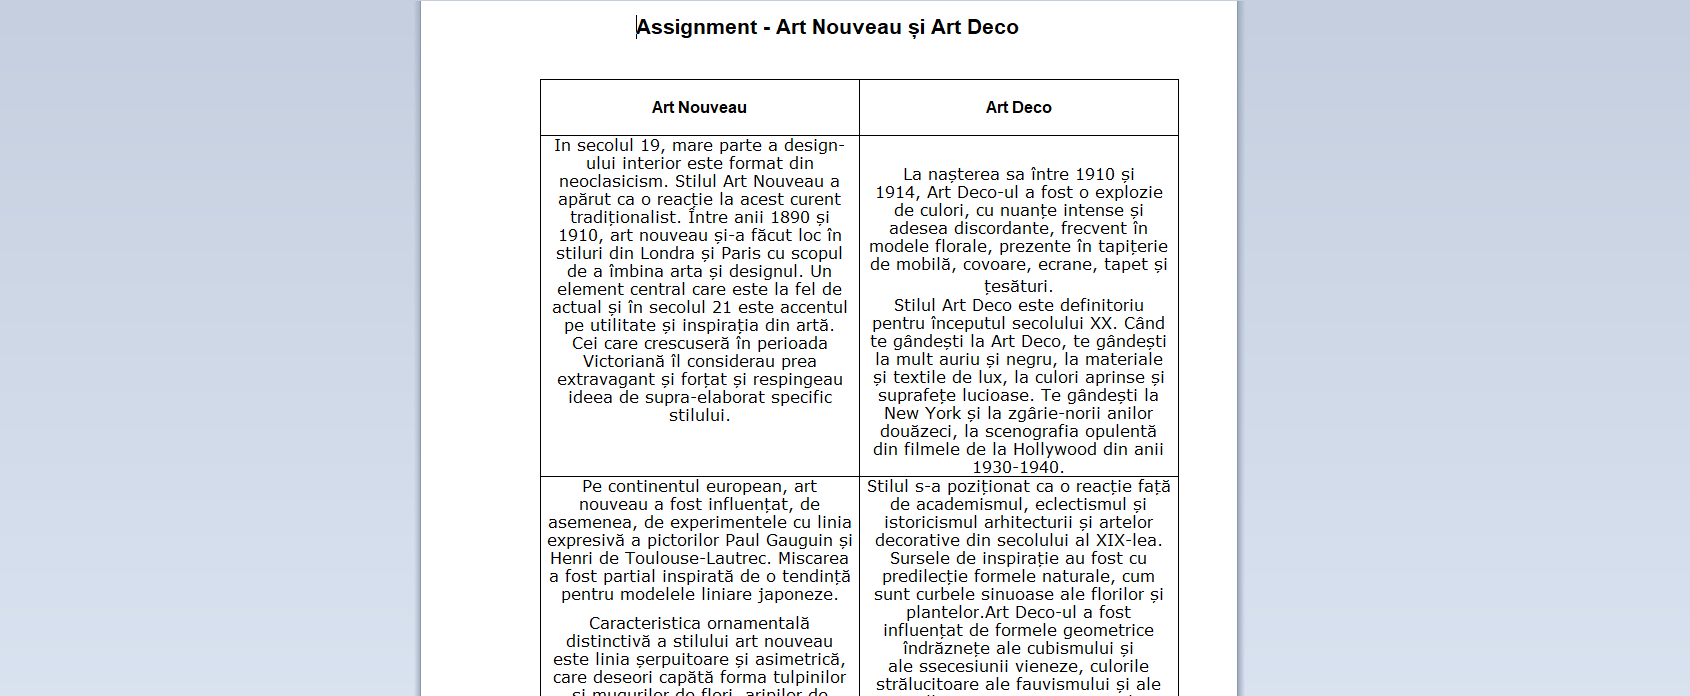 Assignment - Art Nouveau și Art Deco
Art Nouveau
Art Deco
In secolul 19, mare parte a design-
ului interior este format din
neoclasicism. Stilul Art Nouveau a
apărut ca o reacție la acest curent
tradiționalist. Între anii 1890 și
1910, art nouveau și-a făcut loc în
stiluri din Londra și Paris cu scopul
de a îmbina arta și designul. Un
element central care este la fel de
actual și în secolul 21 este accentul
pe utilitate și inspirația din artă.
Cei care crescuseră în perioada
Victoriană îl considerau prea
extravagant și forțat și respingeau
ideea de supra-elaborat specific
stilului.
La nașterea sa între 1910 și
1914, Art Deco-ul a fost o explozie
de culori, cu nuanțe intense și
adesea discordante, frecvent în
modele florale, prezente în tapițerie
de mobilă, covoare, ecrane, tapet și
țesături.
Stilul Art Deco este definitoriu
pentru începutul secolului XX. Când
te gândești la Art Deco, te gândești
la mult auriu și negru, la materiale
și textile de lux, la culori aprinse și
suprafețe lucioase. Te gândești la
New York și la zgârie-norii anilor
douăzeci, la scenografia opulentă
din filmele de la Hollywood din anii
1930-1940.
Pe continentul european, art
nouveau a fost influențat, de
asemenea, de experimentele cu linia
expresivă a pictorilor Paul Gauguin și
Henri de Toulouse-Lautrec. Miscarea
a fost partial inspirată de o tendință
pentru modelele liniare japoneze.
Caracteristica ornamentală
distinctivă a stilului art nouveau
este linia șerpuitoare și asimetrică,
care deseori capătă forma tulpinilor
și mugurilor de flori, aripilor de
Stilul s-a poziționat ca o reacție față
de academismul, eclectismul și
istoricismul arhitecturii și artelor
decorative din secolului al XIX-lea.
Sursele de inspirație au fost cu
predilecție formele naturale, cum
sunt curbele sinuoase ale florilor și
plantelor.Art Deco-ul a fost
influențat de formele geometrice
îndrăznețe ale cubismului și
ale ssecesiunii vieneze, culorile
strălucitoare ale fauvismului și ale